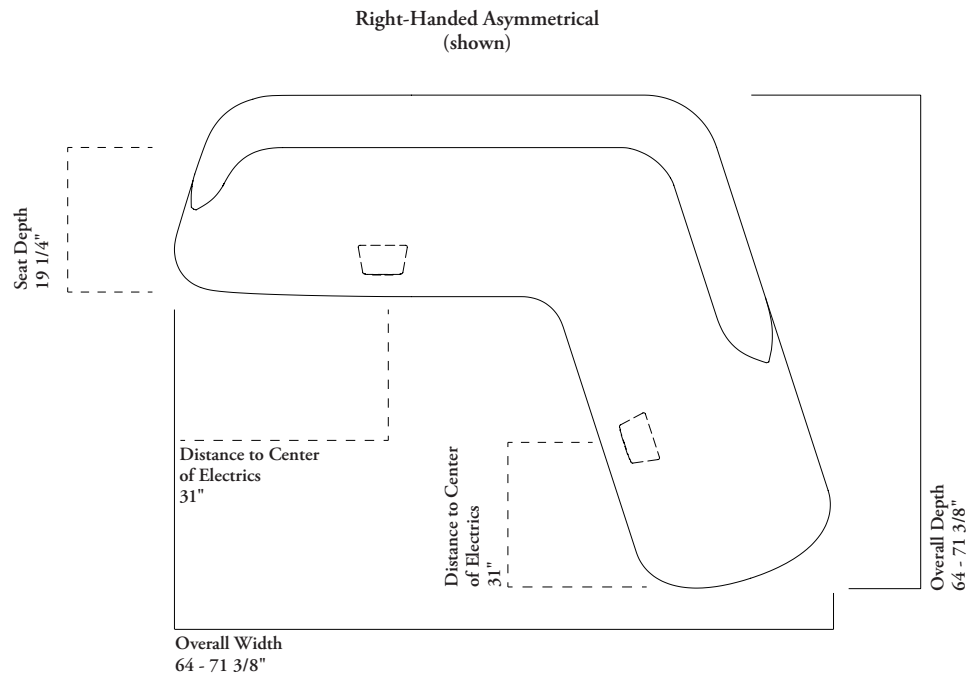 Right-Handed Asymmetrical
(shown)
Seat Depth
19 1/4"
Distance to Center
of Electrics
31"
Distance to Center
of Electrics
31"
Overall Depth
64 - 71 3/8"
Overall Width
64 - 71 3/8"